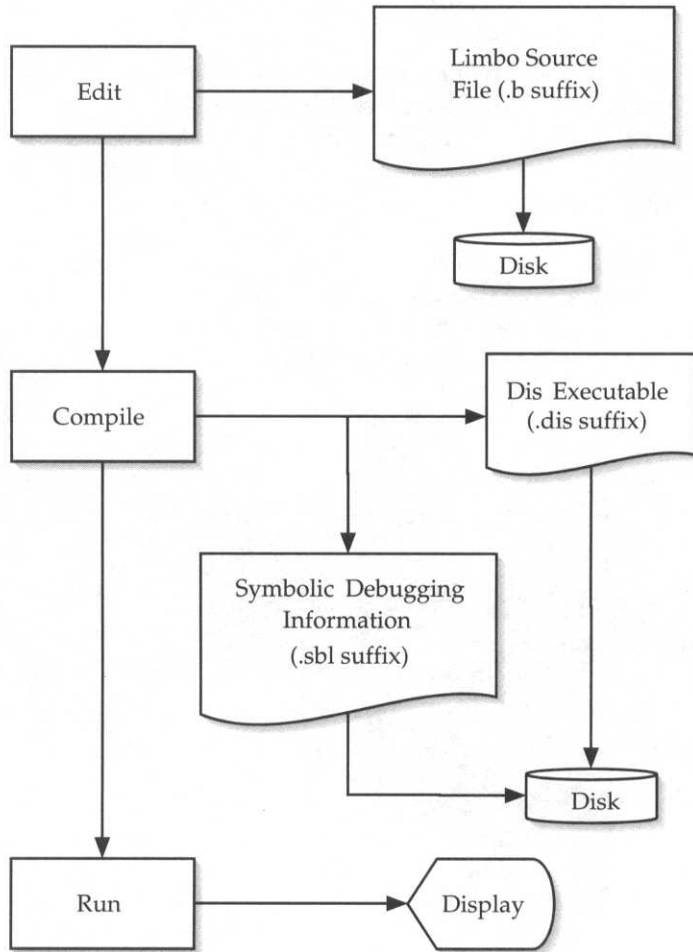 Edit
Limbo Source
File (.b suffix)
Disk
Compile
Dis Executable
(.dis suffix)
Symbolic Debugging
Information
(.sbl suffix)
Disk
Run
Display